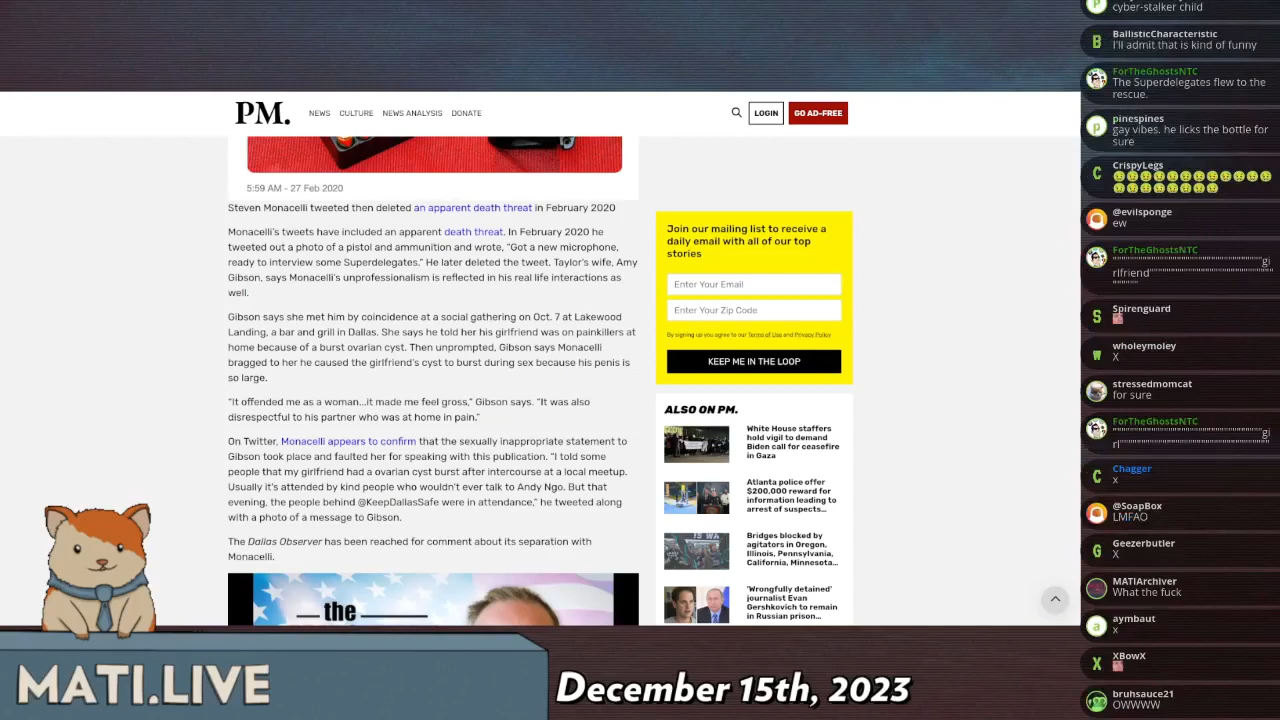 PM.
NEWS CULTURE NEWS ANALYSIS DONATE
LOGIN
GO AD-FREE
5:59 AM - 27 Feb 2020
Steven Monacelli tweeted then deleted an apparent death threat in February 2020
Monacelli's tweets have included an apparent death threat. In February 2020 he
tweeted out a photo of a pistol and ammunition and wrote, "Got a new microphone,
ready to interview some Superdelegates." He later deleted the tweet. Taylor's wife, Amy
Gibson, says Monacelli's unprofessionalism is reflected in his real life interactions as
well.
Gibson says she met him by coincidence at a social gathering on Oct. 7 at Lakewood
Landing, a bar and grill in Dallas. She says he told her his girlfriend was on painkillers at
home because of a burst ovarian cyst. Then unprompted, Gibson says Monacelli
bragged to her he caused the girlfriend's cyst to burst during sex because his penis is
so large.
"It offended me as a woman...it made me feel gross," Gibson says. "It was also
disrespectful to his partner who was at home in pain."
On Twitter, Monacelli appears to confirm that the sexually inappropriate statement to
Gibson took place and faulted her for speaking with this publication. "I told some
people that my girlfriend had a ovarian cyst burst after intercourse at a local meetup.
Usually it's attended by kind people who wouldn't ever talk to Andy Ngo. But that
evening, the people behind @KeepDallasSafe were in attendance," he tweeted along
with a photo of a message to Gibson.
The Dallas Observer has been reached for comment about its separation with
Monacelli.
the
Join our mailing list to receive a
daily email with all of our top
stories
Enter Your Email
Enter Your Zip Code
By signing up you agree to our Terms of Use and Privacy Policy
KEEP ME IN THE LOOP
ALSO ON PM.
White House staffers
hold vigil to demand
Biden call for ceasefire
in Gaza
Atlanta police offer
$200,000 reward for
information leading to
arrest of suspects...
Bridges blocked by
agitators in Oregon,
Illinois, Pennsylvania,
California, Minnesota...
'Wrongfully detained'
journalist Evan
Gershkovich to remain
in Russian prison...
cyber-stalker child
B
BallisticCharacteristic
I'll admit that is kind of funny
ForTheGhostsNTC
The Superdelegates flew to the
rescue.
p
pinespines
gay vibes. he licks the bottle for
sure
C
CrispyLegs
@evilsponge
ew
ForTheGhostsNTC
S
Spirenguard
w
wholeymoley
X
stressedmomcat
for sure
ForTheGhostsNTC
C
Chagger
x
@SoapBox
LMFAO
G
Geezerbutler
X
MATIArchiver
What the fuck
a
aymbaut
x
X
XBowX
bruhsauce21
OWWWW
MATI.LIVE
December 15th, 2023